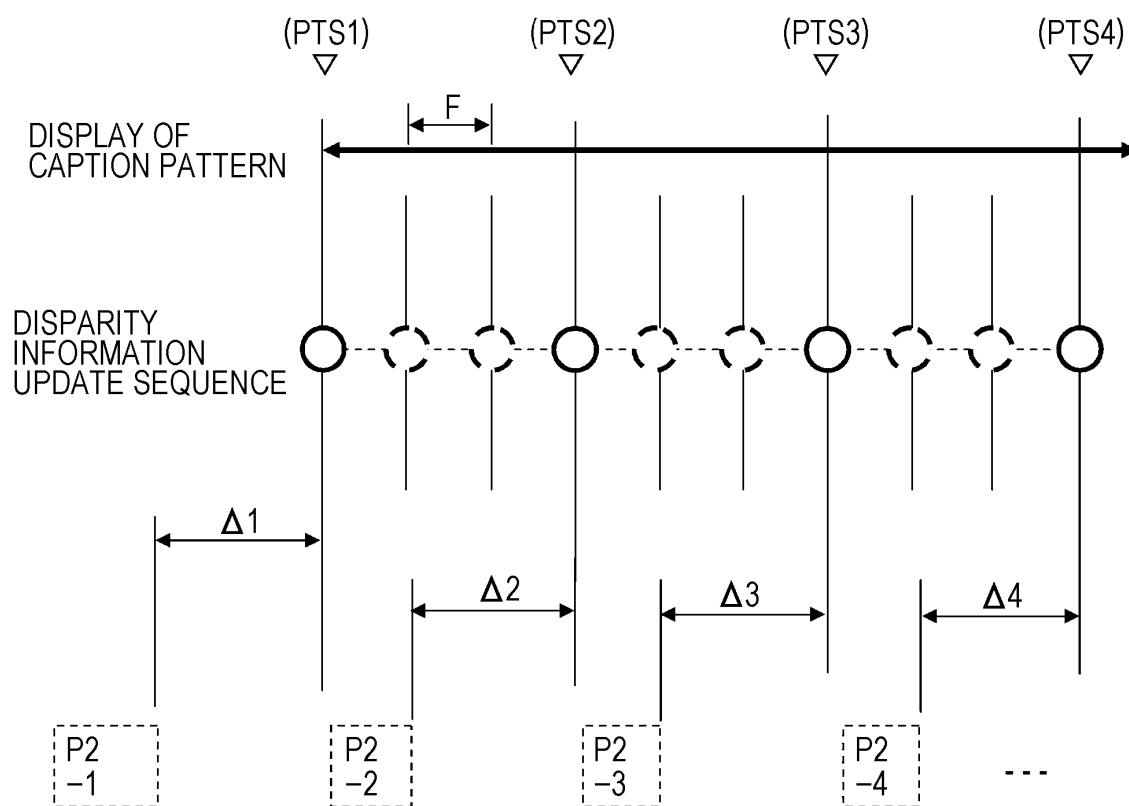 (PTS1) (PTS2) (PTS3) (PTS4)
F
DISPLAY OF
CAPTION PATTERN
DISPARITY
INFORMATION
UPDATE SEQUENCE
Δ1
Δ2 Δ3 Δ4
P2 P2 P2 P2
–1 –2 –3 –4